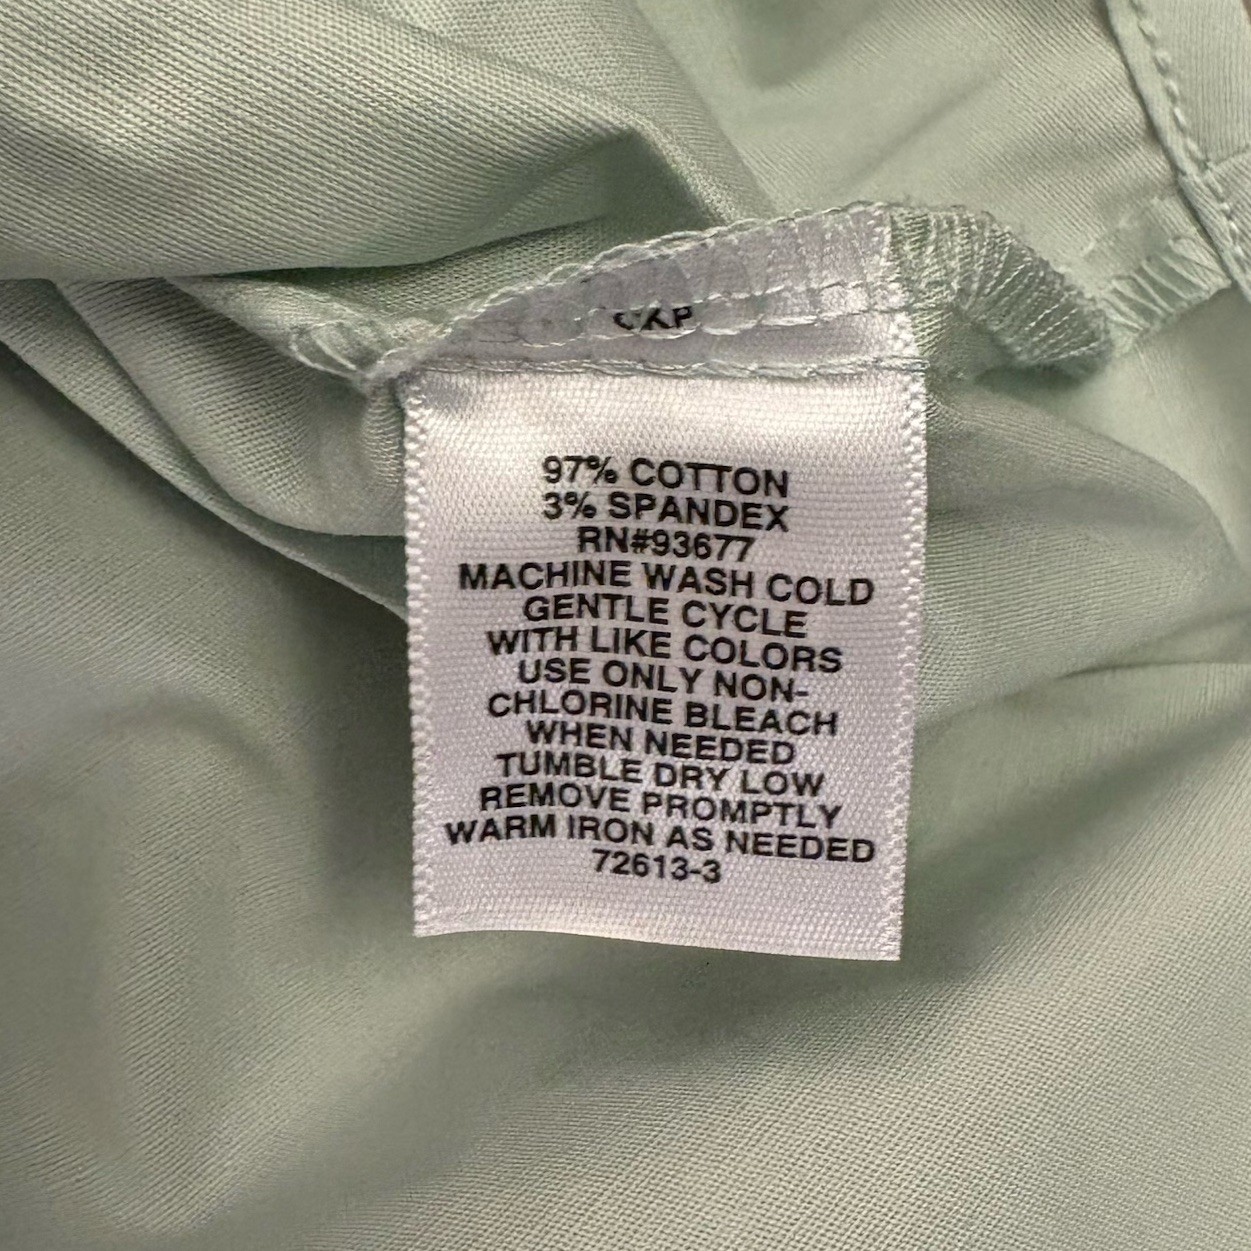 97% COTTON
3% SPANDEX
RN#93677
MACHINE WASH COLD
GENTLE CYCLE
WITH LIKE COLORS
USE ONLY NON-
CHLORINE BLEACH
WHEN NEEDED
TUMBLE DRY LOW
REMOVE PROMPTLY
WARM IRON AS NEEDED
72613-3